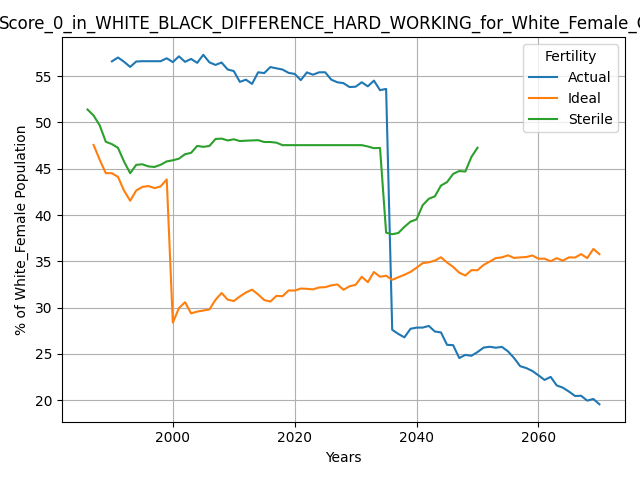 Score_0_in_WHITE_BLACK_DIFFERENCE_HARD_WORKING_for_White_Female_
Fertility
Actual
Ideal
Sterile
% of White_Female Population
55
50
45
40
35
30
25
20
2000
2020
2040
2060
Years